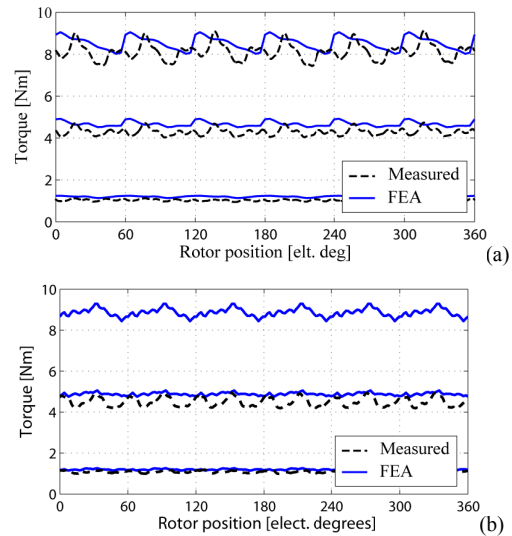 10
8
6
4
2
0
Torque [Nm]
Measured
FEA
0 60 120 180 240 300 360
Rotor position [elt. deg]
(a)
10
8
6
4
2
0
Torque [Nm]
Measured
FEA
0 60 120 180 240 300 360
Rotor position [elect. degrees]
(b)